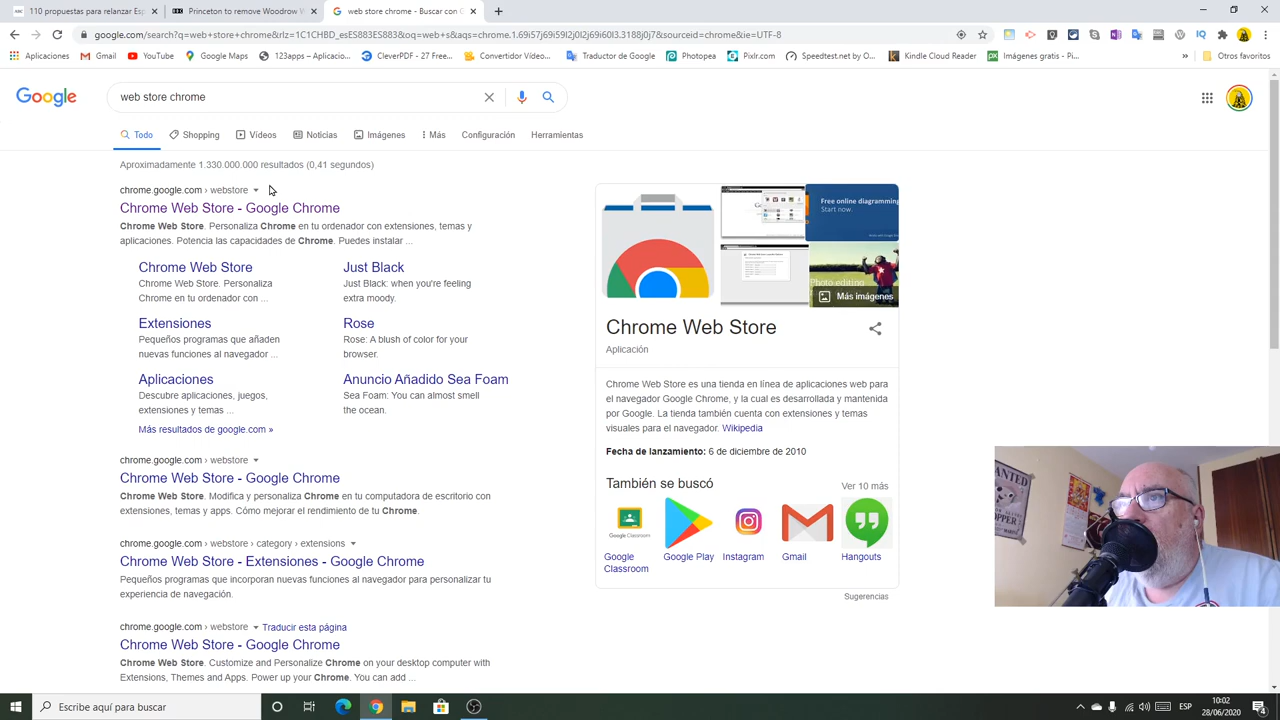 110 propuestas para relanzar Esp
Princeton to remove Woodrow W
web store chrome - Buscar con G
google.com/search?q=web+store+chrome&rlz=1C1CHBD_esES883ES883&oq=web+s&aqs=chrome.1.69i57j69i59l2j0l2j69i60l3.3188j0j7&sourceid=chrome&ie=UTF-8
Aplicaciones
Gmail
YouTube
Google Maps
132 - Aplicacio...
CleverPDF - 27 Free...
Convertidor Vídeo...
Traductor de Google
Photopea
Pixlr.com
Speedtest.net by O...
Kindle Cloud Reader
Imágenes gratis - Pi...
»
Otros favoritos
Google
web store chrome
Todo
Shopping
Vídeos
Noticias
Imágenes
Más
Configuración
Herramientas
Aproximadamente 1.330.000.000 resultados (0,41 segundos)
chrome.google.com › webstore
Chrome Web Store - Google Chrome
Chrome Web Store. Personaliza Chrome en tu ordenador con extensiones, temas y
aplicaciones. Potencia las capacidades de Chrome. Puedes instalar ...
Chrome Web Store
Chrome Web Store. Personaliza
Chrome en tu ordenador con ...
Just Black
Just Black: when you're feeling
extra moody.
Extensiones
Pequeños programas que añaden
nuevas funciones al navegador ...
Rose
Rose: A blush of color for your
browser.
Aplicaciones
Descubre aplicaciones, juegos,
extensiones y temas ...
Anuncio Añadido Sea Foam
Sea Foam: You can almost smell
the ocean.
Más resultados de google.com »
chrome.google.com › webstore
Chrome Web Store - Google Chrome
Chrome Web Store. Modifica y personaliza Chrome en tu computadora de escritorio con
extensiones, temas y apps. Cómo mejorar el rendimiento de tu Chrome.
chrome.google.com › webstore › category › extensions
Chrome Web Store - Extensiones - Google Chrome
Pequeños programas que incorporan nuevas funciones al navegador para personalizar tu
experiencia de navegación.
chrome.google.com › webstore
Traducir esta página
Chrome Web Store - Google Chrome
Chrome Web Store. Customize and Personalize Chrome on your desktop computer with
Extensions, Themes and Apps. Power up your Chrome. You can add ...
Free online diagramming
Start now.
Photo editing
Más imágenes
Chrome Web Store
Aplicación
Chrome Web Store es una tienda en línea de aplicaciones web para
el navegador Google Chrome, y la cual es desarrollada y mantenida
por Google. La tienda también cuenta con extensiones y temas
visuales para el navegador. Wikipedia
Fecha de lanzamiento: 6 de diciembre de 2010
También se buscó
Ver 10 más
Google Classroom
Google
Classroom
Google Play
Instagram
Gmail
Hangouts
Sugerencias
WANTED
Escribe aquí para buscar
ESP
10:02
28/06/2020
4